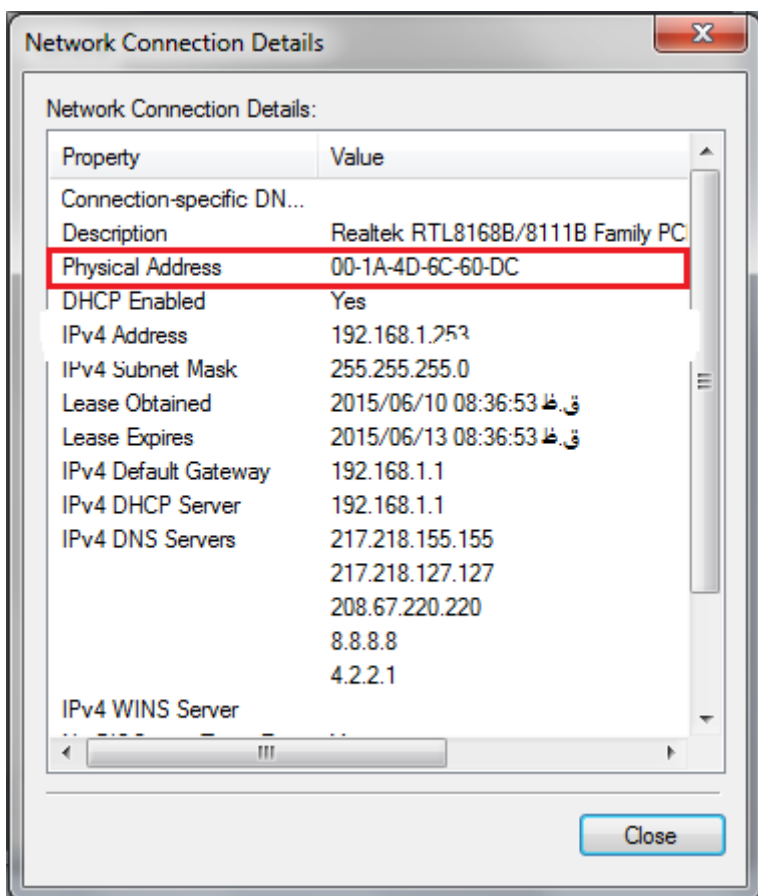 Network Connection Details
Network Connection Details:
Property Value
Connection-specific DN...
Description Realtek RTL8168B/8111B Family PC
Physical Address 00-1A-4D-6C-60-DC
DHCP Enabled Yes
IPv4 Address 192.168.1.253
IPv4 Subnet Mask 255.255.255.0
Lease Obtained 2015/06/10 08:36:53 ق.ظ
Lease Expires 2015/06/13 08:36:53 ق.ظ
IPv4 Default Gateway 192.168.1.1
IPv4 DHCP Server 192.168.1.1
IPv4 DNS Servers 217.218.155.155
217.218.127.127
208.67.220.220
8.8.8.8
4.2.2.1
IPv4 WINS Server
Close